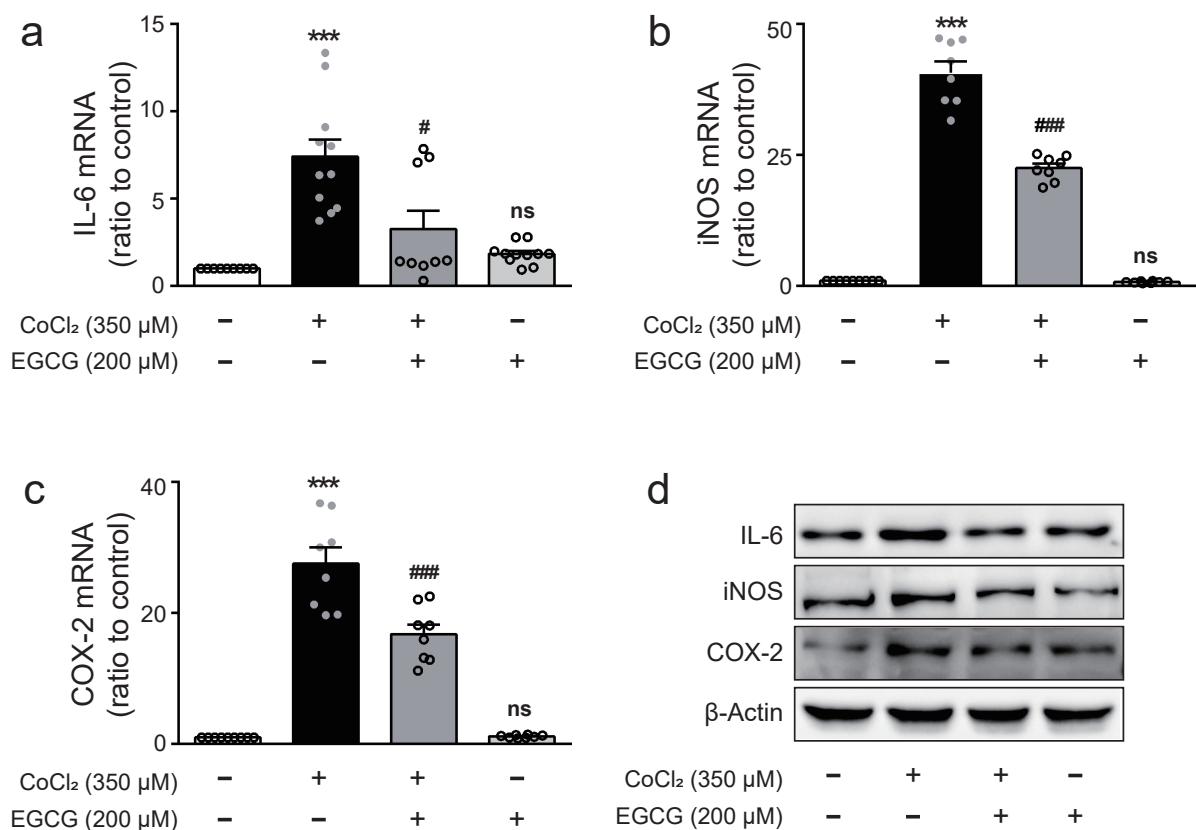 a
IL-6 mRNA
(ratio to control)
15
10
5
0
***
#
ns
CoCl₂ (350 μM) − + + −
EGCG (200 μM) − − + +
b
iNOS mRNA
(ratio to control)
50
25
0
***
###
ns
CoCl₂ (350 μM) − + + −
EGCG (200 μM) − − + +
c
COX-2 mRNA
(ratio to control)
40
20
0
***
###
ns
CoCl₂ (350 μM) − + + −
EGCG (200 μM) − − + +
d
IL-6
iNOS
COX-2
β-Actin
CoCl₂ (350 μM) − + + −
EGCG (200 μM) − − + +